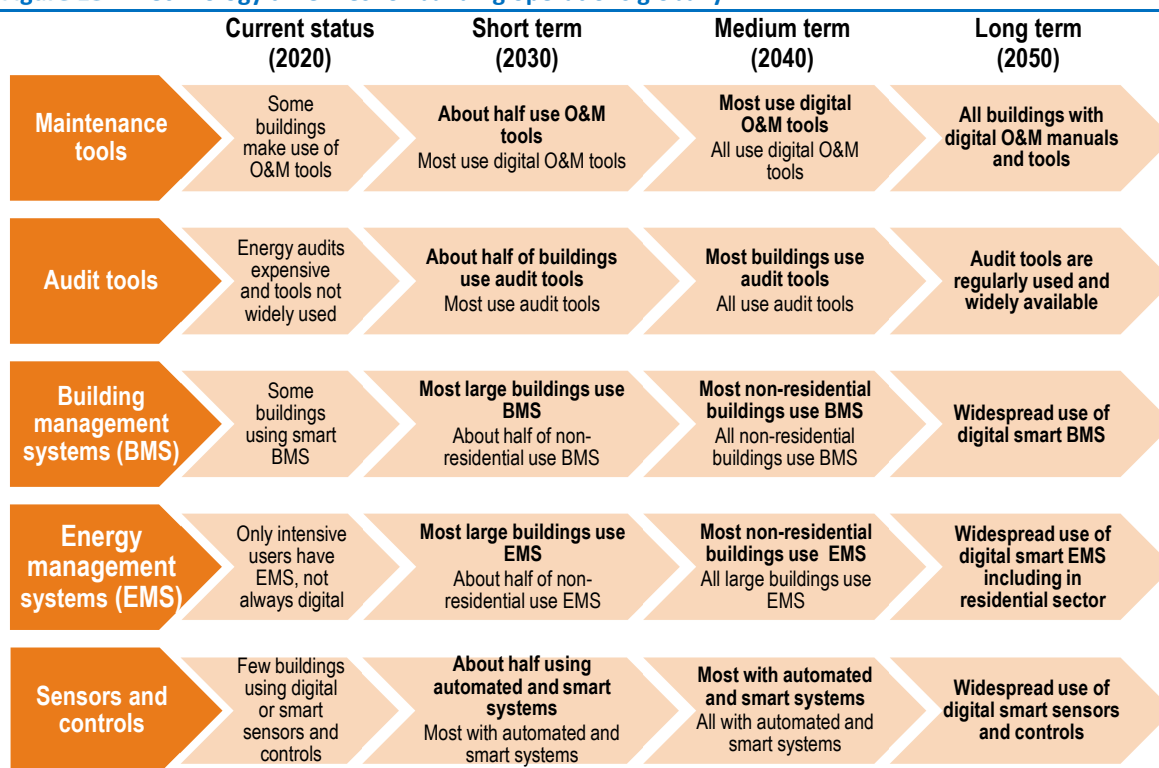 Current status
(2020)
Short term
(2030)
Medium term
(2040)
Long term
(2050)
Maintenance
tools
Some
buildings
make use of
O&M tools
About half use O&M
tools
Most use digital O&M tools
Most use digital
O&M tools
All use digital O&M
tools
All buildings with
digital O&M manuals
and tools
Audit tools
Energy audits
expensive
and tools not
widely used
About half of buildings
use audit tools
Most use audit tools
Most buildings use
audit tools
All use audit tools
Audit tools are
regularly used and
widely available
Building
management
systems (BMS)
Some
buildings
using smart
BMS
Most large buildings use
BMS
About half of non-
residential use BMS
Most non-residential
buildings use BMS
All non-residential
buildings use BMS
Widespread use of
digital smart BMS
Energy
management
systems (EMS)
Only intensive
users have
EMS, not
always digital
Most large buildings use
EMS
About half of non-
residential use EMS
Most non-residential
buildings use EMS
All large buildings use
EMS
Widespread use of
digital smart EMS
including in
residential sector
Sensors and
controls
Few buildings
using digital
or smart
sensors and
controls
About half using
automated and smart
systems
Most with automated and
smart systems
Most with automated
and smart systems
All with automated and
smart systems
Widespread use of
digital smart sensors
and controls